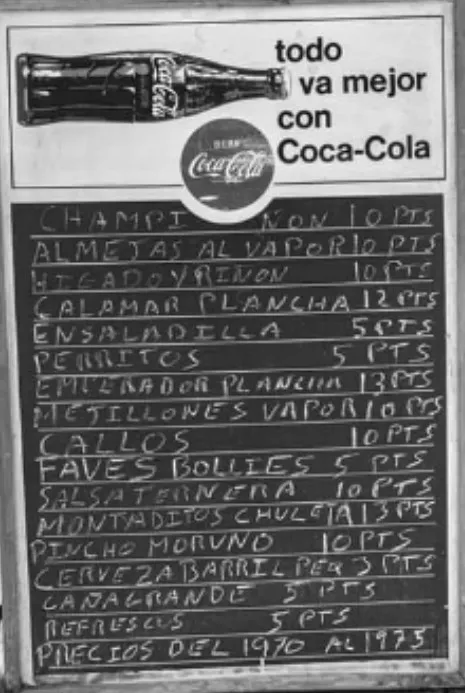 Coca-Cola
todo
va mejor
con
Coca-Cola
Coca-Cola
CHAMPI NON 10 PTS
ALMEJAS AL VAPOR 10 PTS
HIGADO Y RIÑON 10 PTS
CALAMAR PLANCHA 12 PTS
ENSALADILLA 5 PTS
PERRITOS 5 PTS
EMPERADOR PLANCHA 13 PTS
MEJILLONES VAPOR 10 PTS
CALLOS 10 PTS
FAVES BOLLIES 5 PTS
SALSA TERNERA 10 PTS
MONTADITOS CHULETA 13 PTS
PINCHO MORUNO 10 PTS
CERVEZA BARRIL PEQ 3 PTS
CAÑA GRANDE 5 PTS
REFRESCOS 5 PTS
PRECIOS DEL 1970 AL 1975